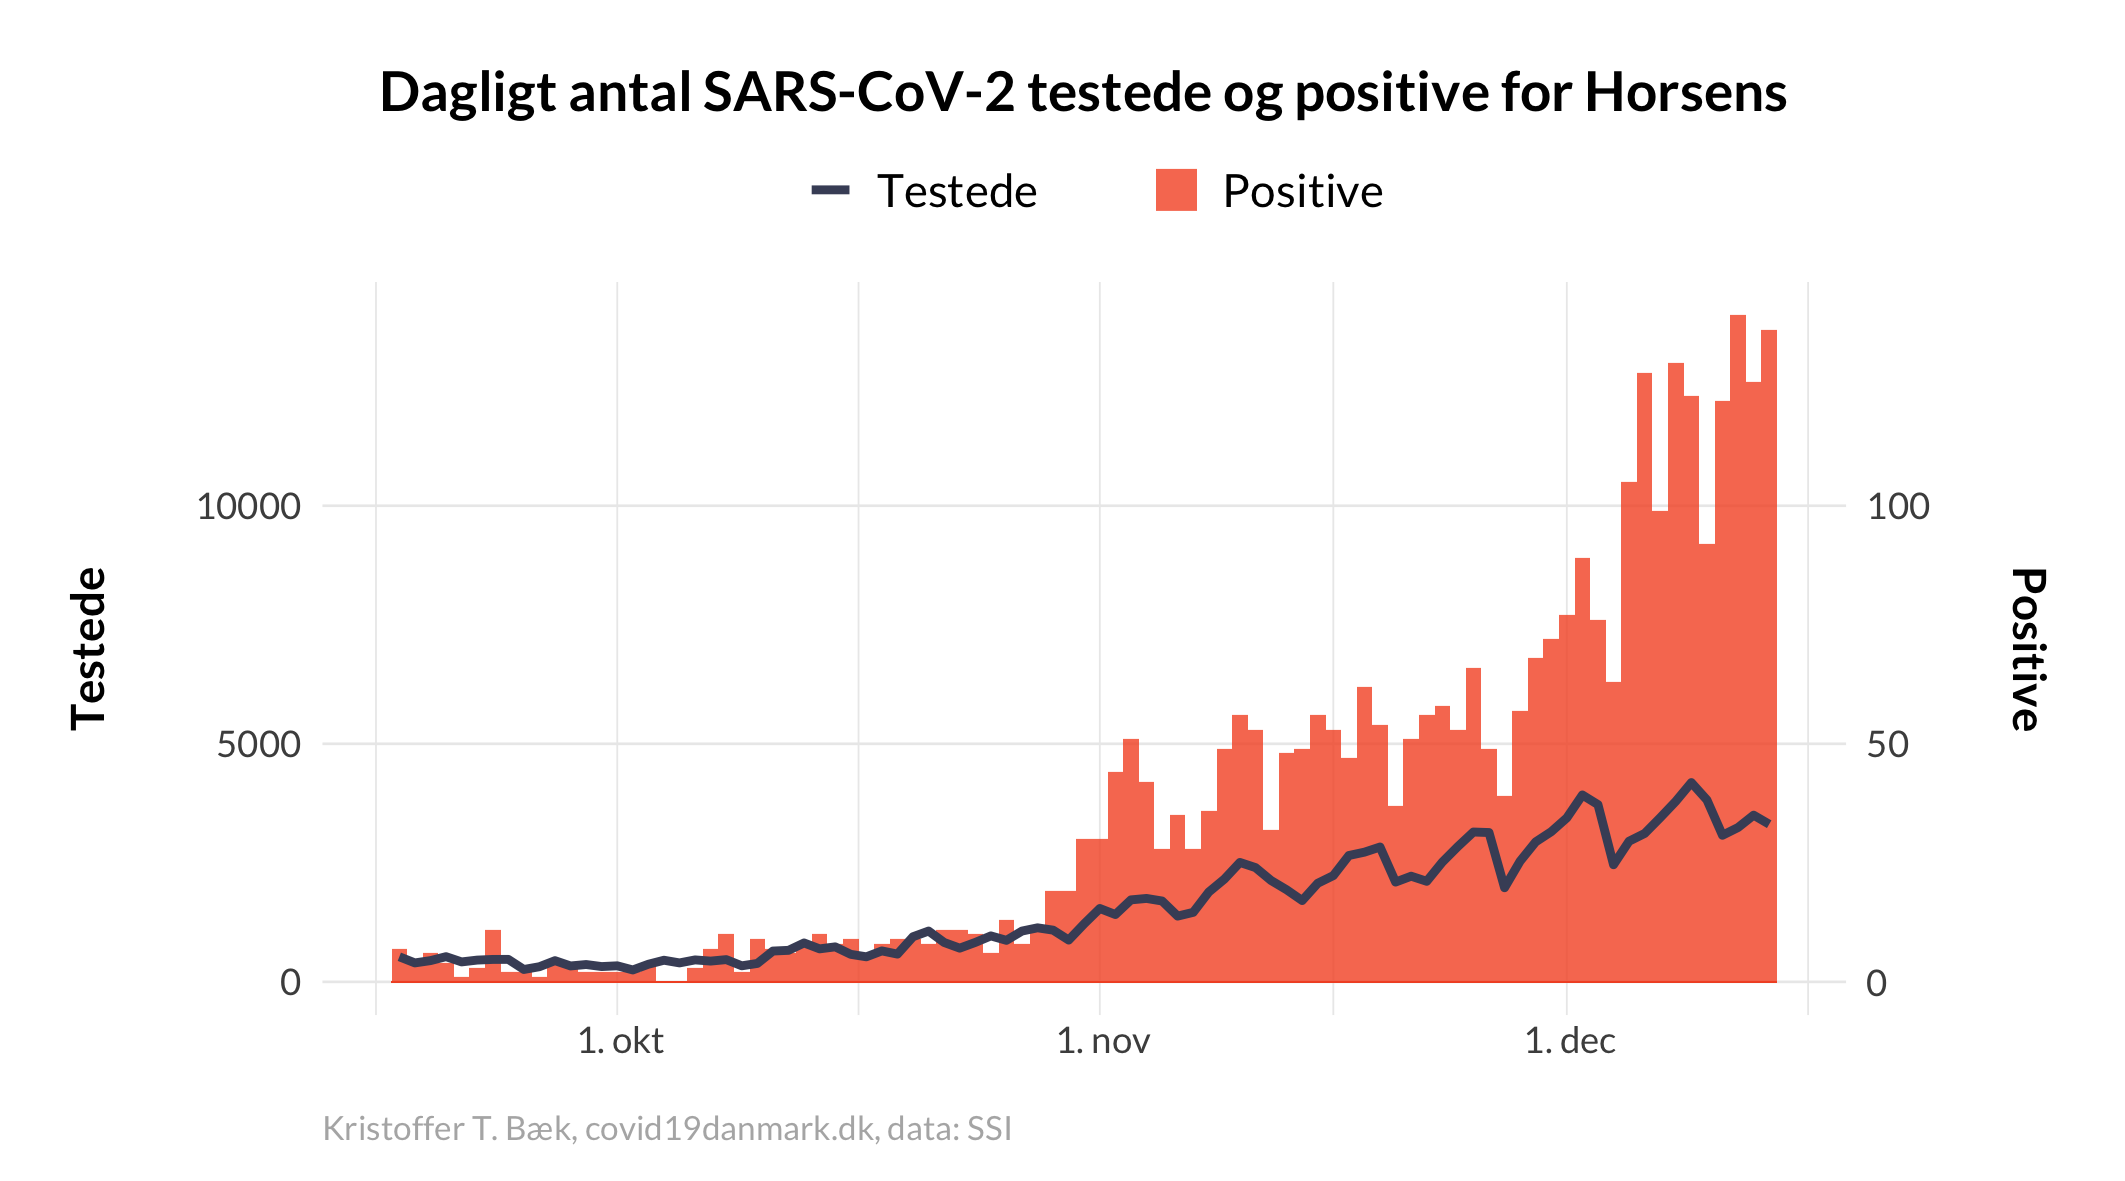 Dagligt antal SARS-CoV-2 testede og positive for Horsens
Testede
Positive
10000
5000
0
Testede
100
50
0
Positive
1. okt
1. nov
1. dec
Kristoffer T. Bæk, covid19danmark.dk, data: SSI